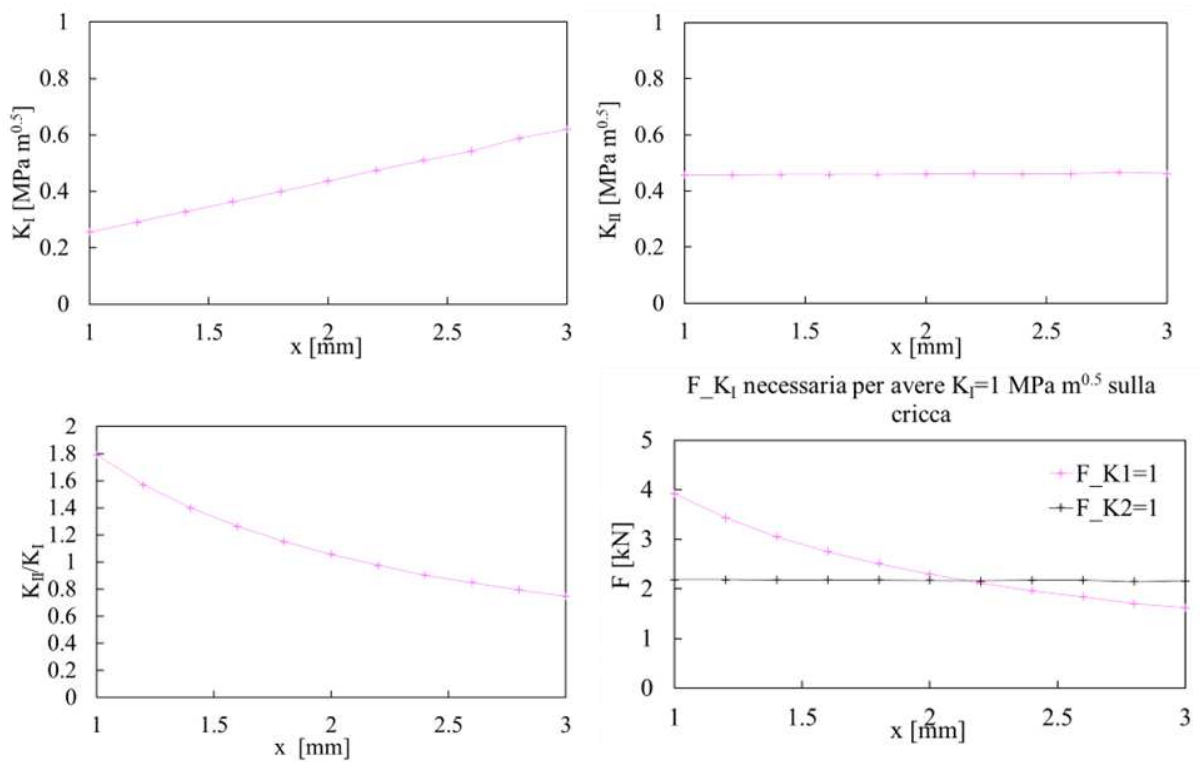 1
0.8
0.6
0.4
0.2
0
K_I [MPa m^0.5]
1 1.5 2 2.5 3
x [mm]
1
0.8
0.6
0.4
0.2
0
K_II [MPa m^0.5]
1 1.5 2 2.5 3
x [mm]
2
1.8
1.6
1.4
1.2
1
0.8
0.6
0.4
0.2
0
K_II/K_I
1 1.5 2 2.5 3
x [mm]
F_K_I necessaria per avere K_I=1 MPa m^0.5 sulla
cricca
5
4
3
2
1
0
F [kN]
F_K1=1
F_K2=1
1 1.5 2 2.5 3
x [mm]